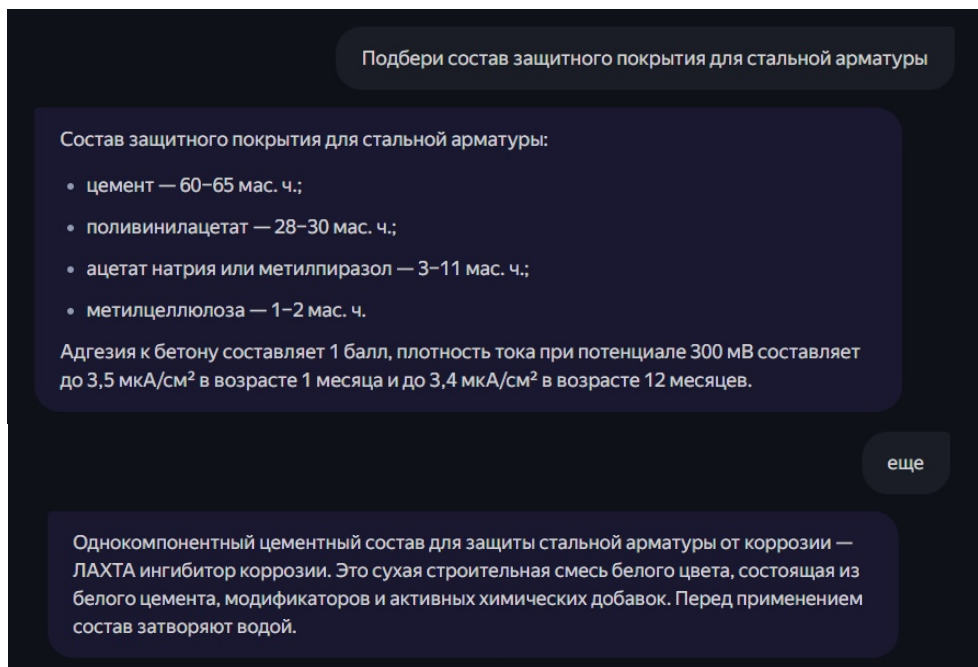 Подбери состав защитного покрытия для стальной арматуры
Состав защитного покрытия для стальной арматуры:
• цемент — 60–65 мас. ч.;
• поливинилацетат — 28–30 мас. ч.;
• ацетат натрия или метилпиразол — 3–11 мас. ч.;
• метилцеллюлоза — 1–2 мас. ч.
Адгезия к бетону составляет 1 балл, плотность тока при потенциале 300 мВ составляет
до 3,5 мкА/см² в возрасте 1 месяца и до 3,4 мкА/см² в возрасте 12 месяцев.
еще
Однокомпонентный цементный состав для защиты стальной арматуры от коррозии —
ЛАХТА ингибитор коррозии. Это сухая строительная смесь белого цвета, состоящая из
белого цемента, модификаторов и активных химических добавок. Перед применением
состав затворяют водой.